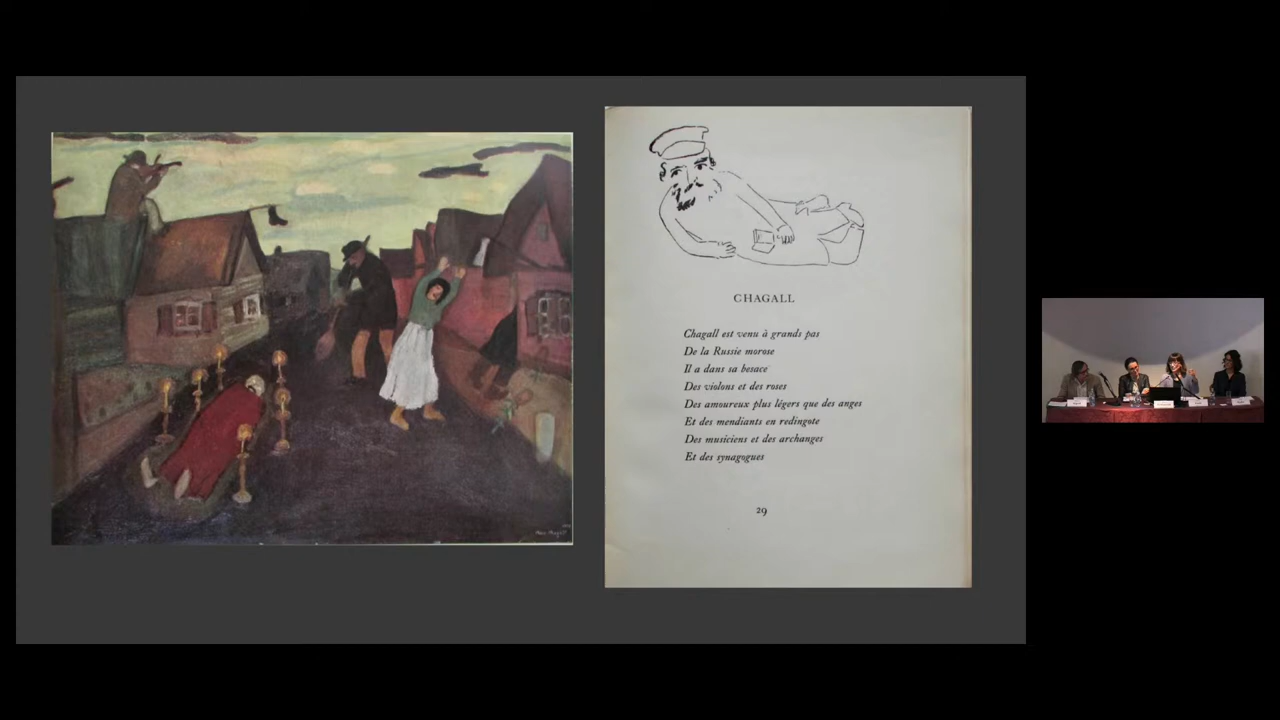 CHAGALL
Chagall est venu à grands pas
De la Russie morose
Il a dans sa besace
Des violons et des roses
Des amoureux plus légers que des anges
Et des mendiants en redingote
Des musiciens et des archanges
Et des synagogues
29
Marc Chagall